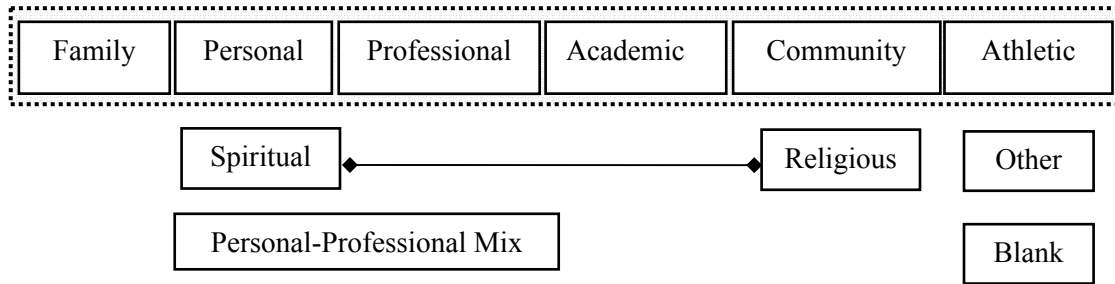 Family Personal Professional Academic Community Athletic
Spiritual Religious Other
Personal-Professional Mix Blank